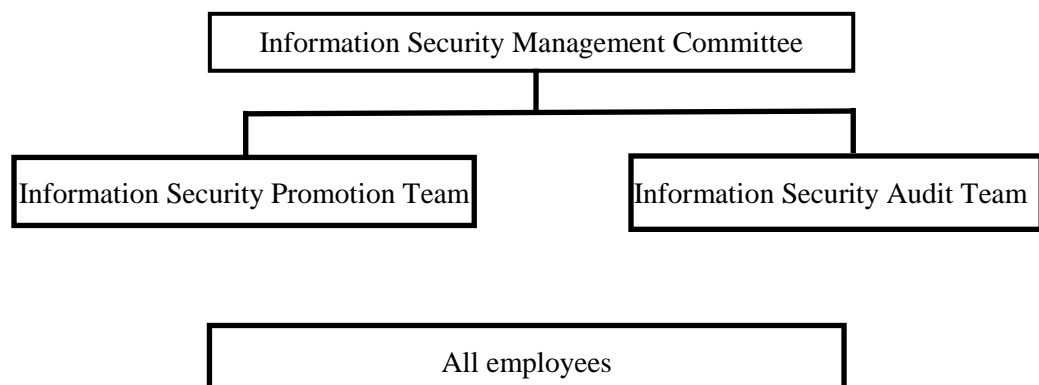 Information Security Management Committee
Information Security Promotion Team
Information Security Audit Team
All employees